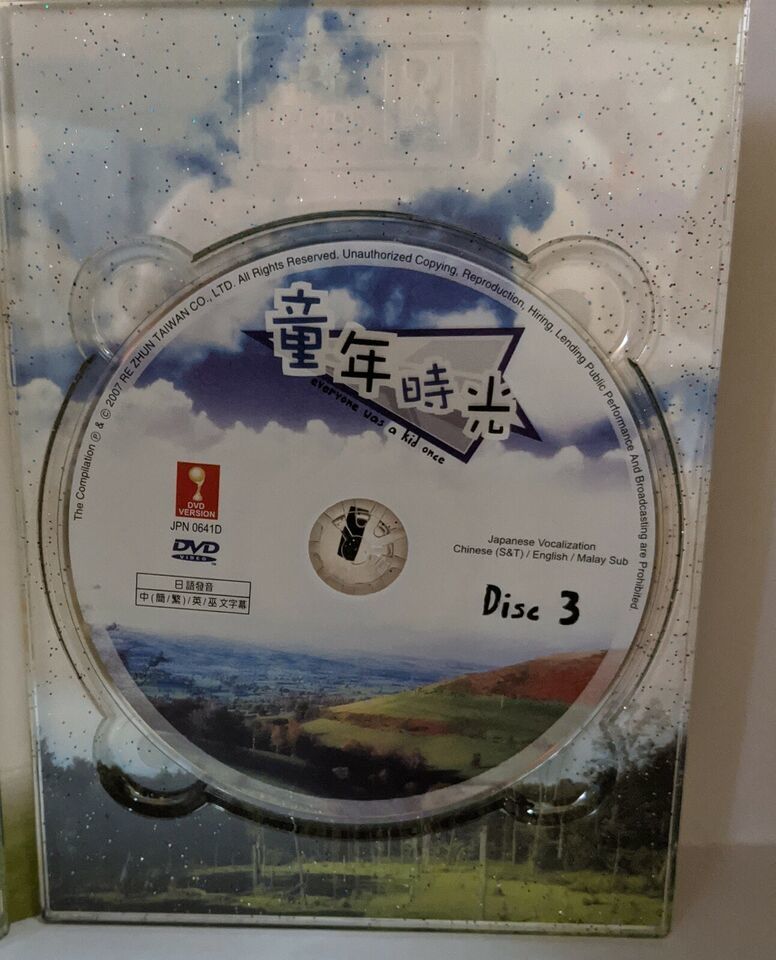 The Compilation ℗ & © 2007 RE ZHUN TAIWAN CO., LTD. All Rights Reserved. Unauthorized Copying, Reproduction, Hiring, Lending Public Performance And Broadcasting are Prohibited.
童年時光
everyone was a kid once
DVD
VERSION
JPN 0641D
DVD
VIDEO
日語發音
中(簡/繁)/英/巫文字幕
Japanese Vocalization
Chinese (S&T) / English / Malay Sub
Disc 3